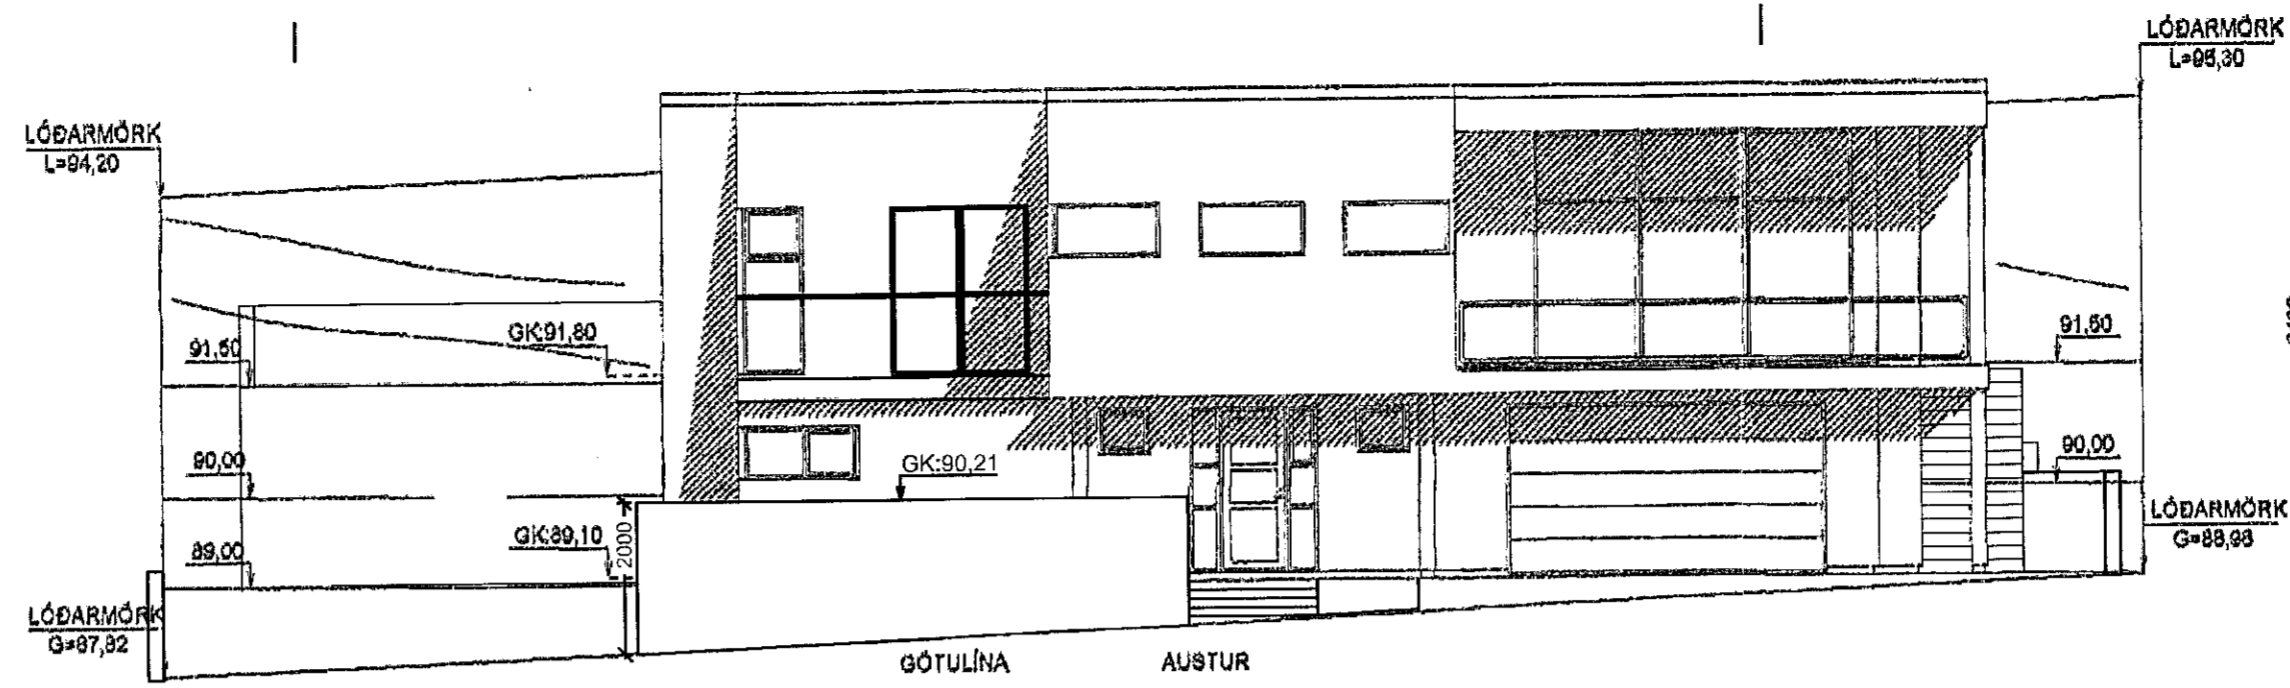 LÓÐARMÖRK
L=95,30
LÓÐARMÖRK
L=94,20
GK:91,80
91,50
91,50
90,00
GK:90,21
90,00
89,00
GK:89,10
2000
LÓÐARMÖRK
G=88,98
LÓÐARMÖRK
G=87,82
GÖTULÍNA
AUSTUR